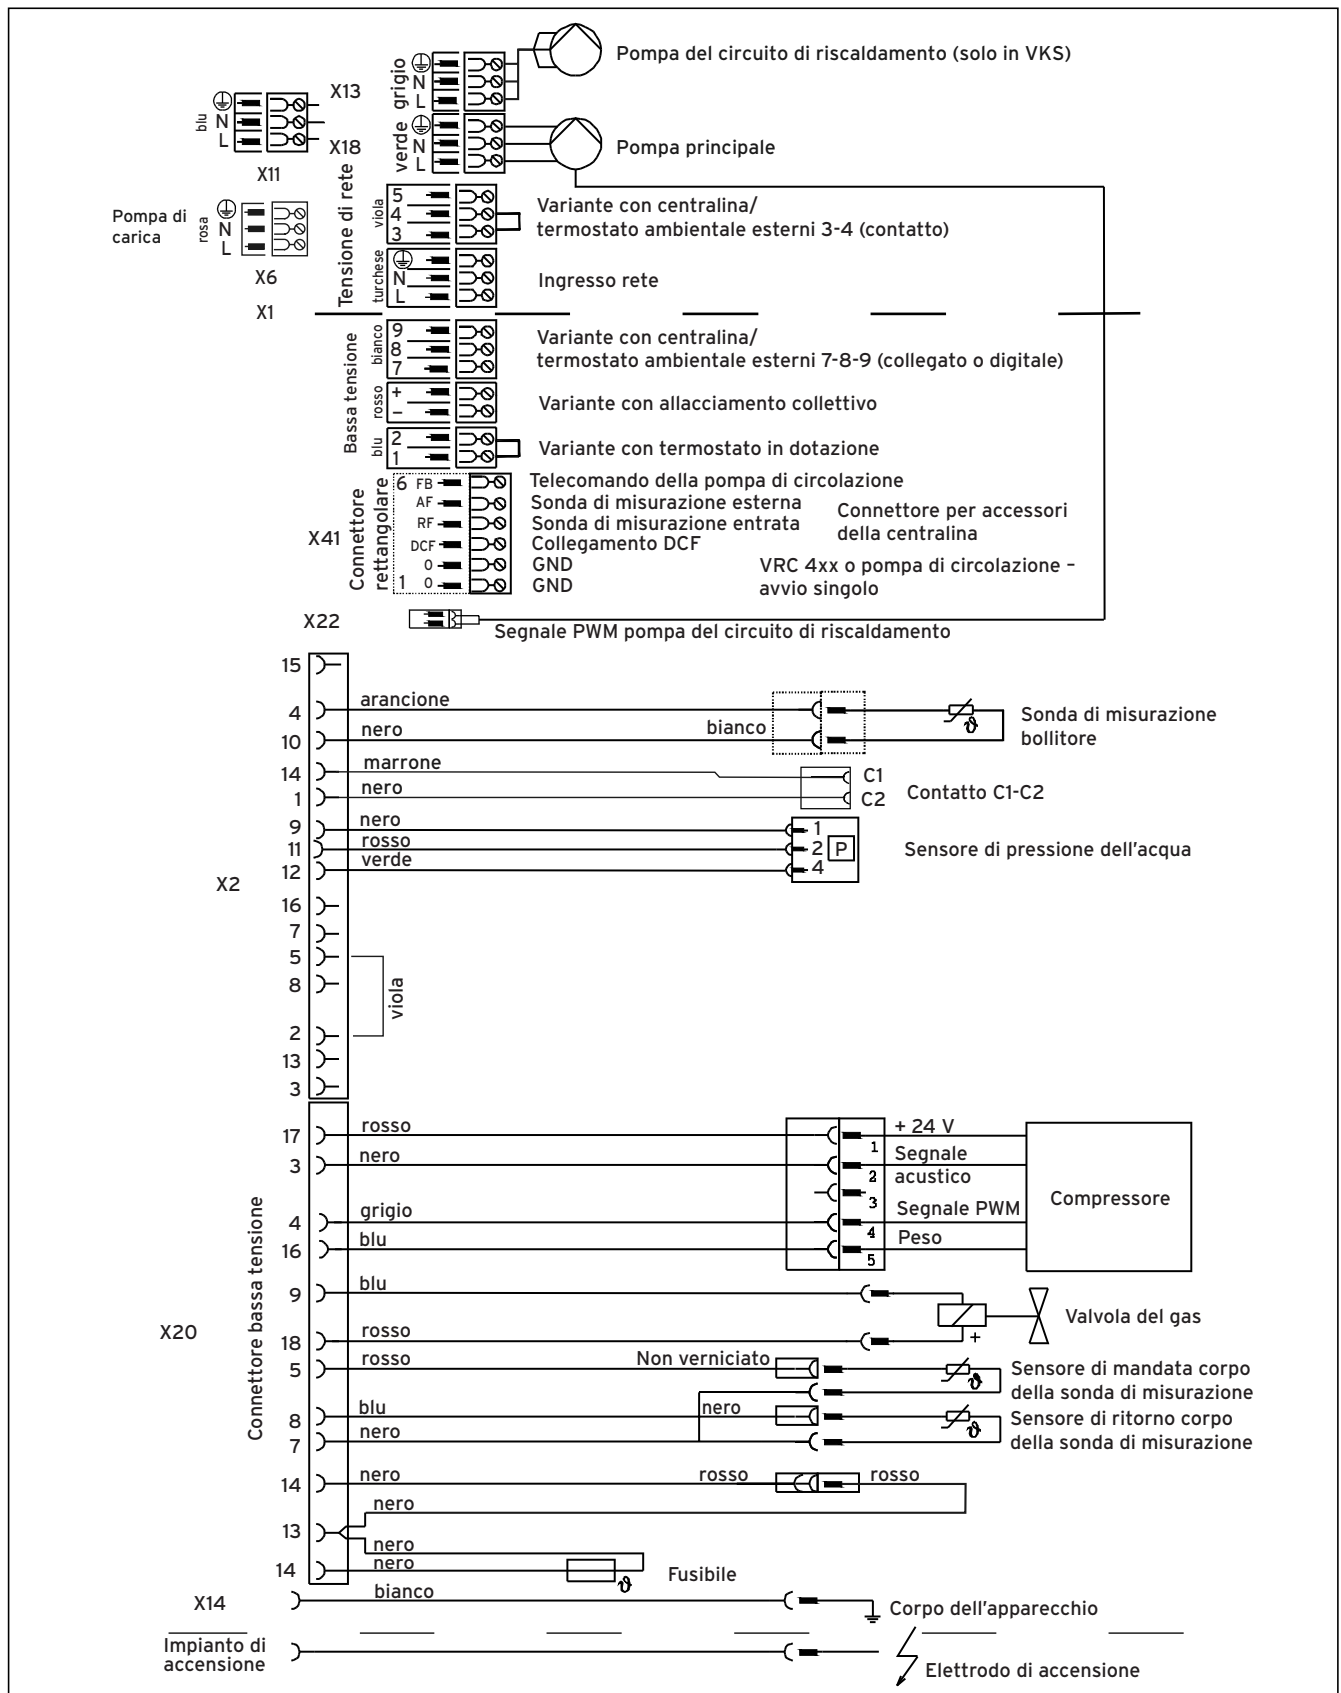 Pompa del circuito di riscaldamento (solo in VKS)
grigio
N
L
X13
blu
N
L
X18
verde
N
L
Pompa principale
X11
Tensione di rete
viola
5
4
3
Variante con centralina/
termostato ambientale esterni 3-4 (contatto)
Pompa di
carica
rosa
N
L
X6
turchese
N
L
Ingresso rete
X1
Bassa tensione
bianco
9
8
7
Variante con centralina/
termostato ambientale esterni 7-8-9 (collegato o digitale)
rosso
+
–
Variante con allacciamento collettivo
blu
2
1
Variante con termostato in dotazione
X41
Connettore
rettangolare
6 FB
AF
RF
DCF
0
1 0
Telecomando della pompa di circolazione
Sonda di misurazione esterna
Sonda di misurazione entrata
Collegamento DCF
GND
GND
Connettore per accessori
della centralina
VRC 4xx o pompa di circolazione –
avvio singolo
X22
Segnale PWM pompa del circuito di riscaldamento
X2
15
4 arancione
10 nero
bianco
ϑ
Sonda di misurazione
bollitore
14 marrone
C1
1 nero
C2
Contatto C1-C2
9 nero
1
11 rosso
2 P
12 verde
4
Sensore di pressione dell'acqua
16
7
5
8
viola
2
13
3
X20
Connettore bassa tensione
17 rosso
1 + 24 V
3 nero
2 Segnale
acustico
3
4 grigio
4 Segnale PWM
16 blu
5 Peso
Compressore
9 blu
18 rosso
+
Valvola del gas
5 rosso
Non verniciato
ϑ
Sensore di mandata corpo
della sonda di misurazione
8 blu
nero
7 nero
ϑ
Sensore di ritorno corpo
della sonda di misurazione
14 nero
rosso
rosso
nero
13
nero
14 nero
ϑ
Fusibile
X14
bianco
Corpo dell'apparecchio
Impianto di
accensione
Elettrodo di accensione